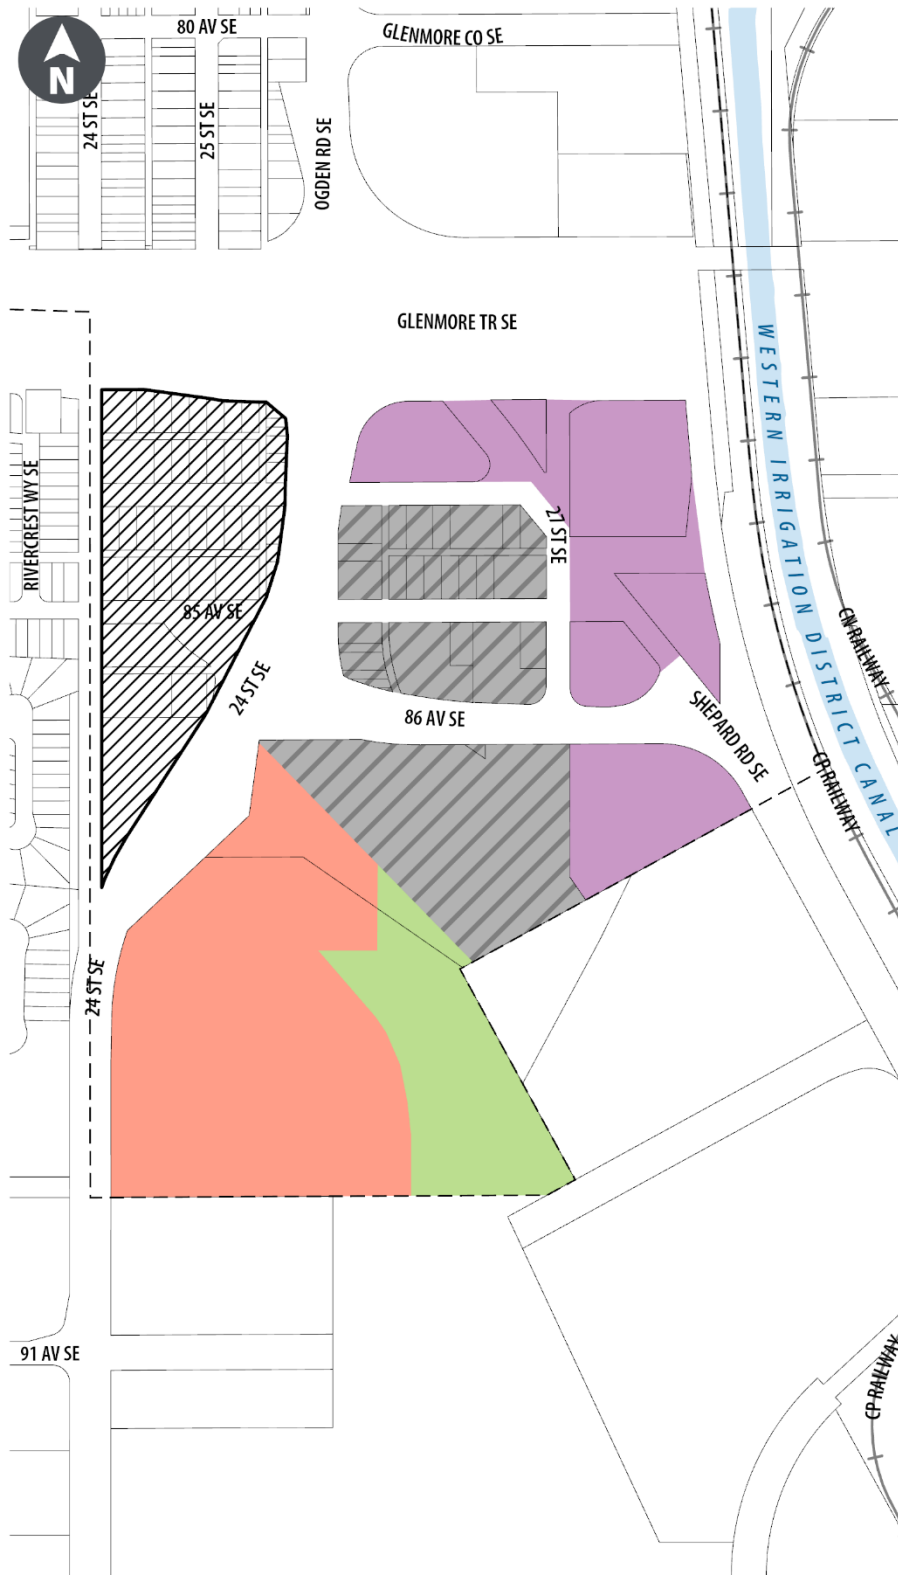 80 AV SE
GLENMORE CO SE
N
24 ST SE
25 ST SE
OGDEN RD SE
GLENMORE TR SE
WESTERN IRRIGATION DISTRICT CANAL
RIVERCREST WY SE
27 ST SE
85 AV SE
CN RAILWAY
24 ST SE
86 AV SE
SHEPARD RD SE
CP RAILWAY
24 ST SE
91 AV SE
CP RAILWAY